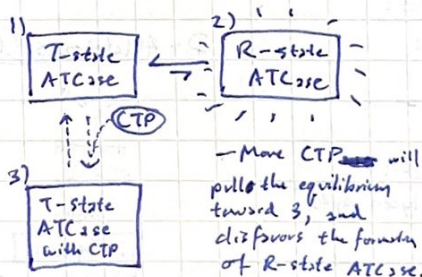 1)
T-state
ATCase
2)
R-state
ATCase
CTP
3)
T-state
ATCase
with CTP
- More CTP will
pull the equilibrium
toward 3, and
disfavors the formation
of R-state ATCase.